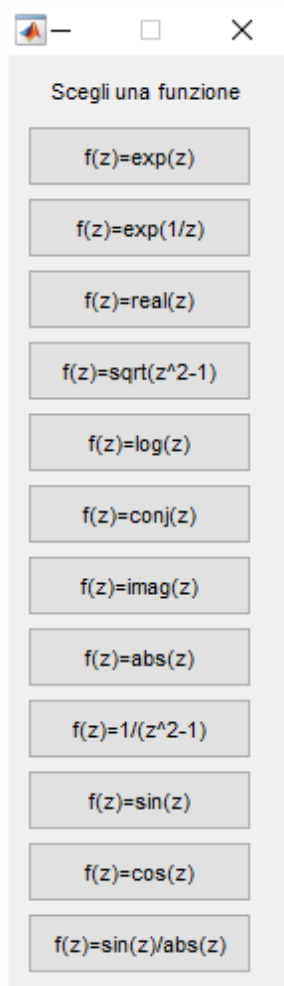 Scegli una funzione
f(z)=exp(z)
f(z)=exp(1/z)
f(z)=real(z)
f(z)=sqrt(z^2-1)
f(z)=log(z)
f(z)=conj(z)
f(z)=imag(z)
f(z)=abs(z)
f(z)=1/(z^2-1)
f(z)=sin(z)
f(z)=cos(z)
f(z)=sin(z)/abs(z)